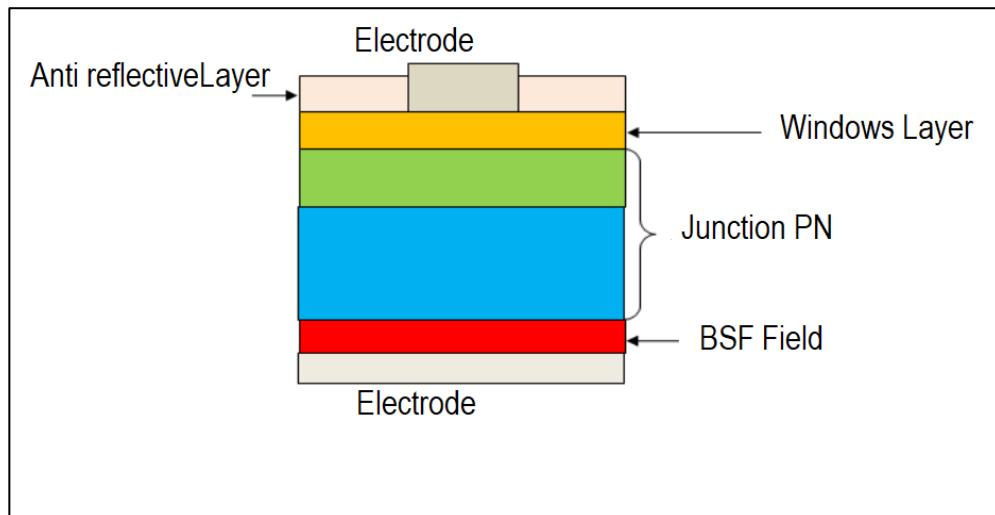 Electrode
Anti reflectiveLayer
Windows Layer
Junction PN
BSF Field
Electrode